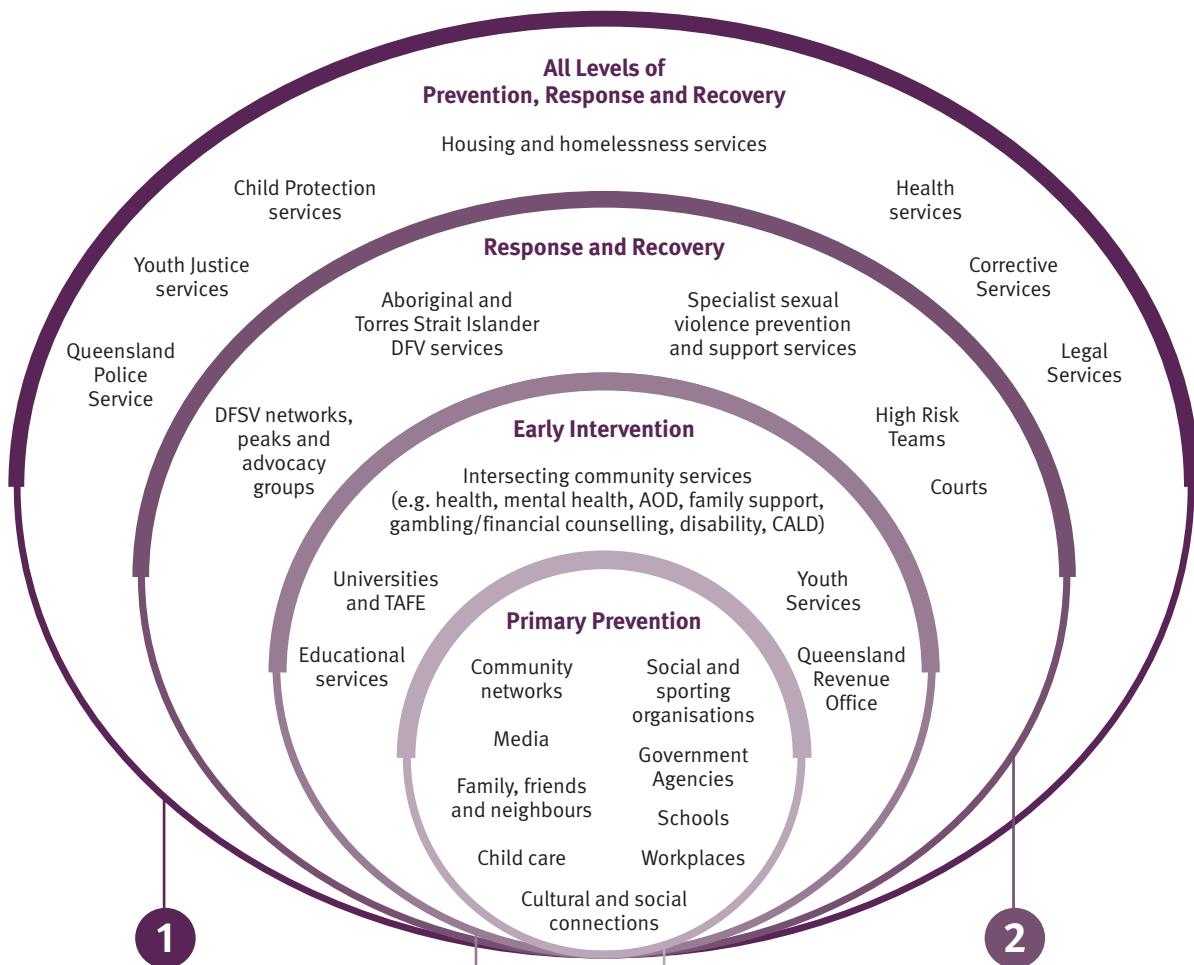 All Levels of
Prevention, Response and Recovery
Housing and homelessness services
Child Protection
services
Health
services
Youth Justice
services
Corrective
Services
Queensland
Police
Service
Legal
Services
Response and Recovery
Aboriginal and
Torres Strait Islander
DFV services
Specialist sexual
violence prevention
and support services
DFSV networks,
peaks and
advocacy
groups
High Risk
Teams
Courts
Early Intervention
Intersecting community services
(e.g. health, mental health, AOD, family support,
gambling/financial counselling, disability, CALD)
Universities
and TAFE
Youth
Services
Educational
services
Queensland
Revenue
Office
Primary Prevention
Community
networks
Social and
sporting
organisations
Media
Government
Agencies
Family, friends
and neighbours
Schools
Child care
Workplaces
Cultural and social
connections
1
2